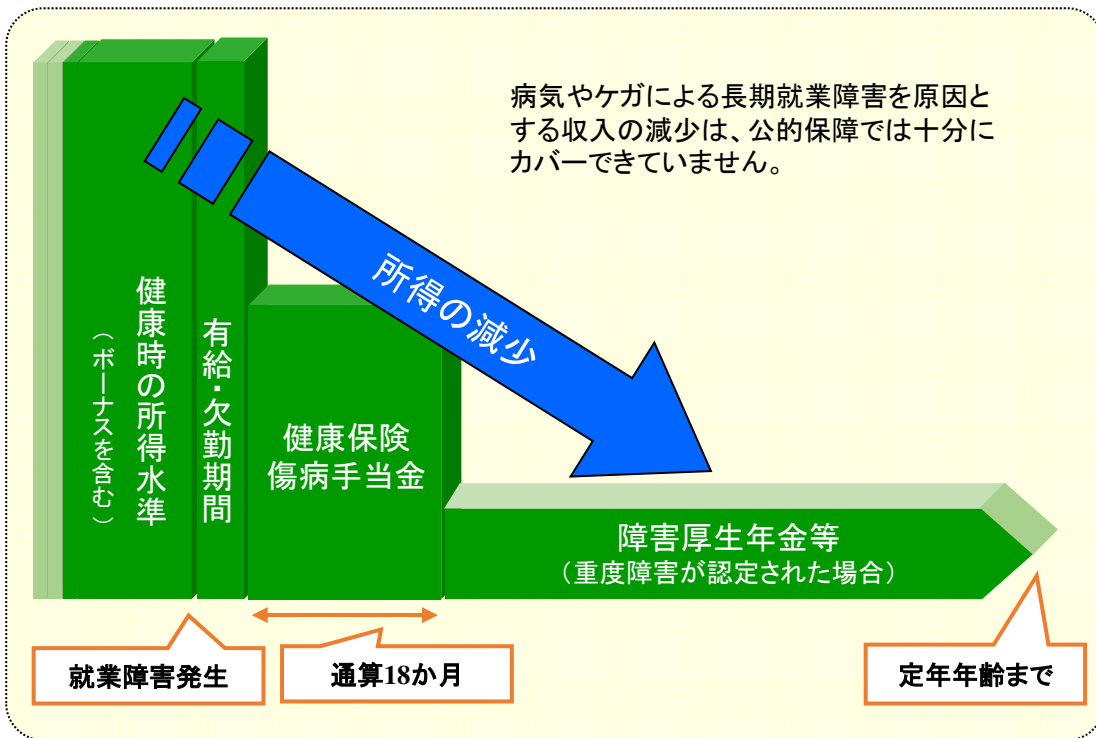 病気やケガによる長期就業障害を原因と
する収入の減少は、公的保障では十分に
カバーできていません。
所得の減少
健康時の所得水準
（ボーナスを含む）
有給・欠勤期間
健康保険
傷病手当金
障害厚生年金等
（重度障害が認定された場合）
就業障害発生
通算18か月
定年年齢まで